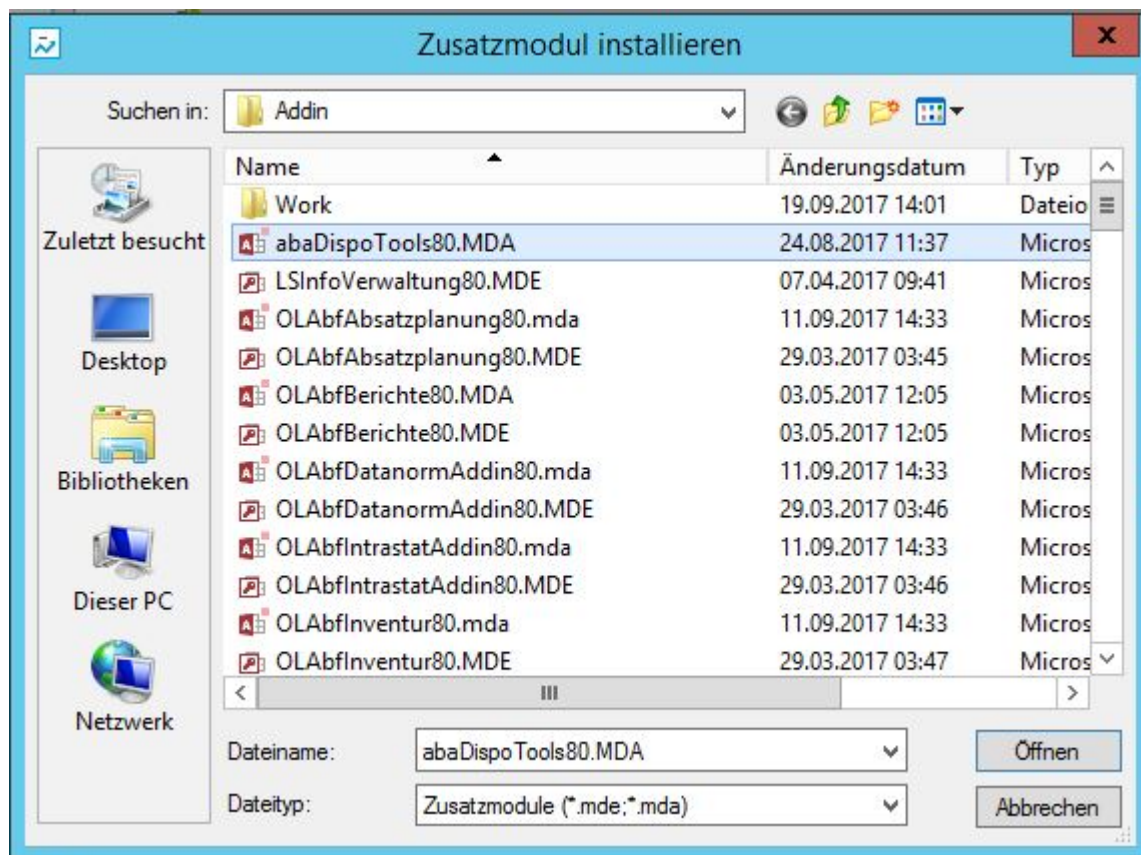 Zusatzmodul installieren
x
Suchen in: Addin
Name Änderungsdatum Typ
Work 19.09.2017 14:01 Dateio
abaDispoTools80.MDA 24.08.2017 11:37 Micros
LSInfoVerwaltung80.MDE 07.04.2017 09:41 Micros
OLAbfAbsatzplanung80.mda 11.09.2017 14:33 Micros
OLAbfAbsatzplanung80.MDE 29.03.2017 03:45 Micros
OLAbfBerichte80.MDA 03.05.2017 12:05 Micros
OLAbfBerichte80.MDE 03.05.2017 12:05 Micros
OLAbfDatanormAddin80.mda 11.09.2017 14:33 Micros
OLAbfDatanormAddin80.MDE 29.03.2017 03:46 Micros
OLAbfIntrastatAddin80.mda 11.09.2017 14:33 Micros
OLAbfIntrastatAddin80.MDE 29.03.2017 03:46 Micros
OLAbfInventur80.mda 11.09.2017 14:33 Micros
OLAbfInventur80.MDE 29.03.2017 03:47 Micros
Zuletzt besucht
Desktop
Bibliotheken
Dieser PC
Netzwerk
Dateiname: abaDispoTools80.MDA Öffnen
Dateityp: Zusatzmodule (*.mde;*.mda) Abbrechen